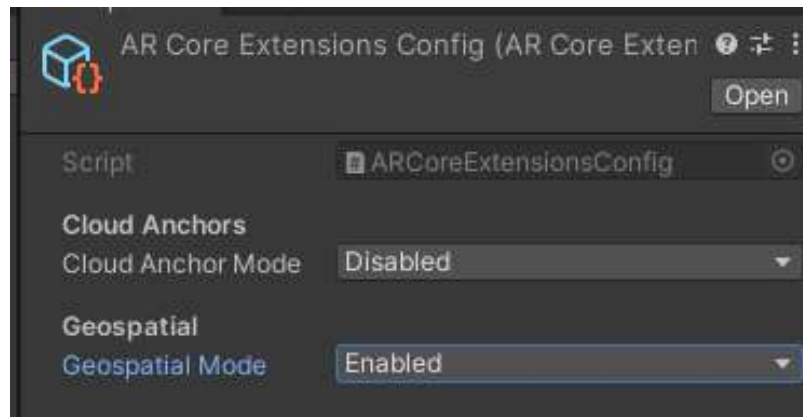 AR Core Extensions Config (AR Core Exten
Open
Script ARCoreExtensionsConfig
Cloud Anchors
Cloud Anchor Mode Disabled
Geospatial
Geospatial Mode Enabled